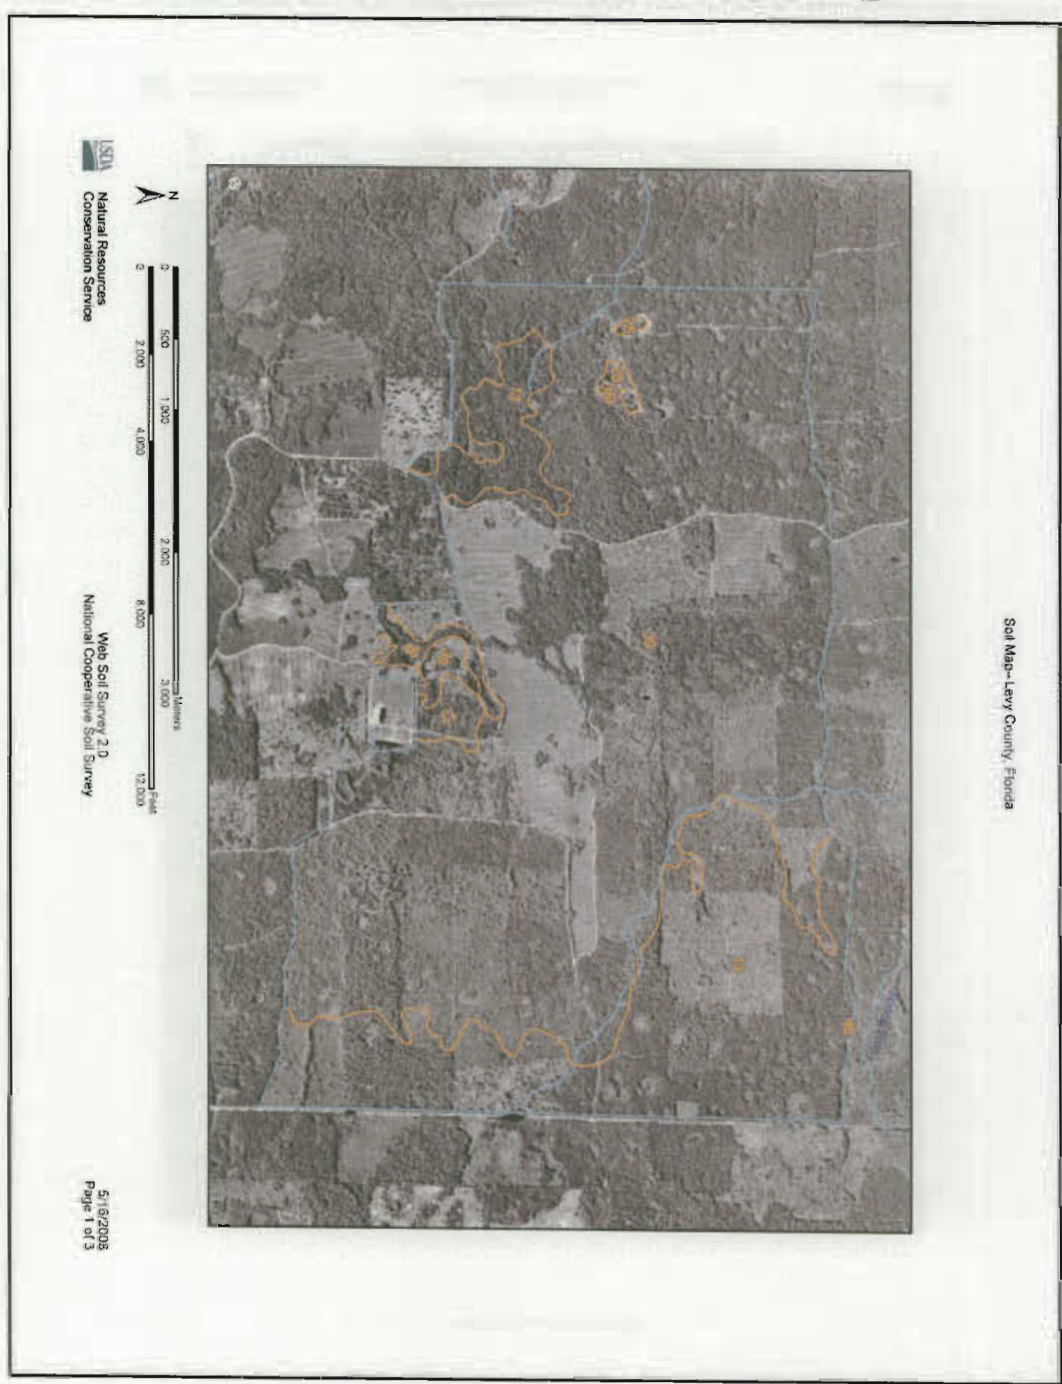 Soil Map–Levy County, Florida
N
0 500 1,000 2,000 3,000
Meters
0 2,000 4,000 8,000 12,000
Feet
USDA
Natural Resources
Conservation Service
Web Soil Survey 2.0
National Cooperative Soil Survey
5/16/2008
Page 1 of 3